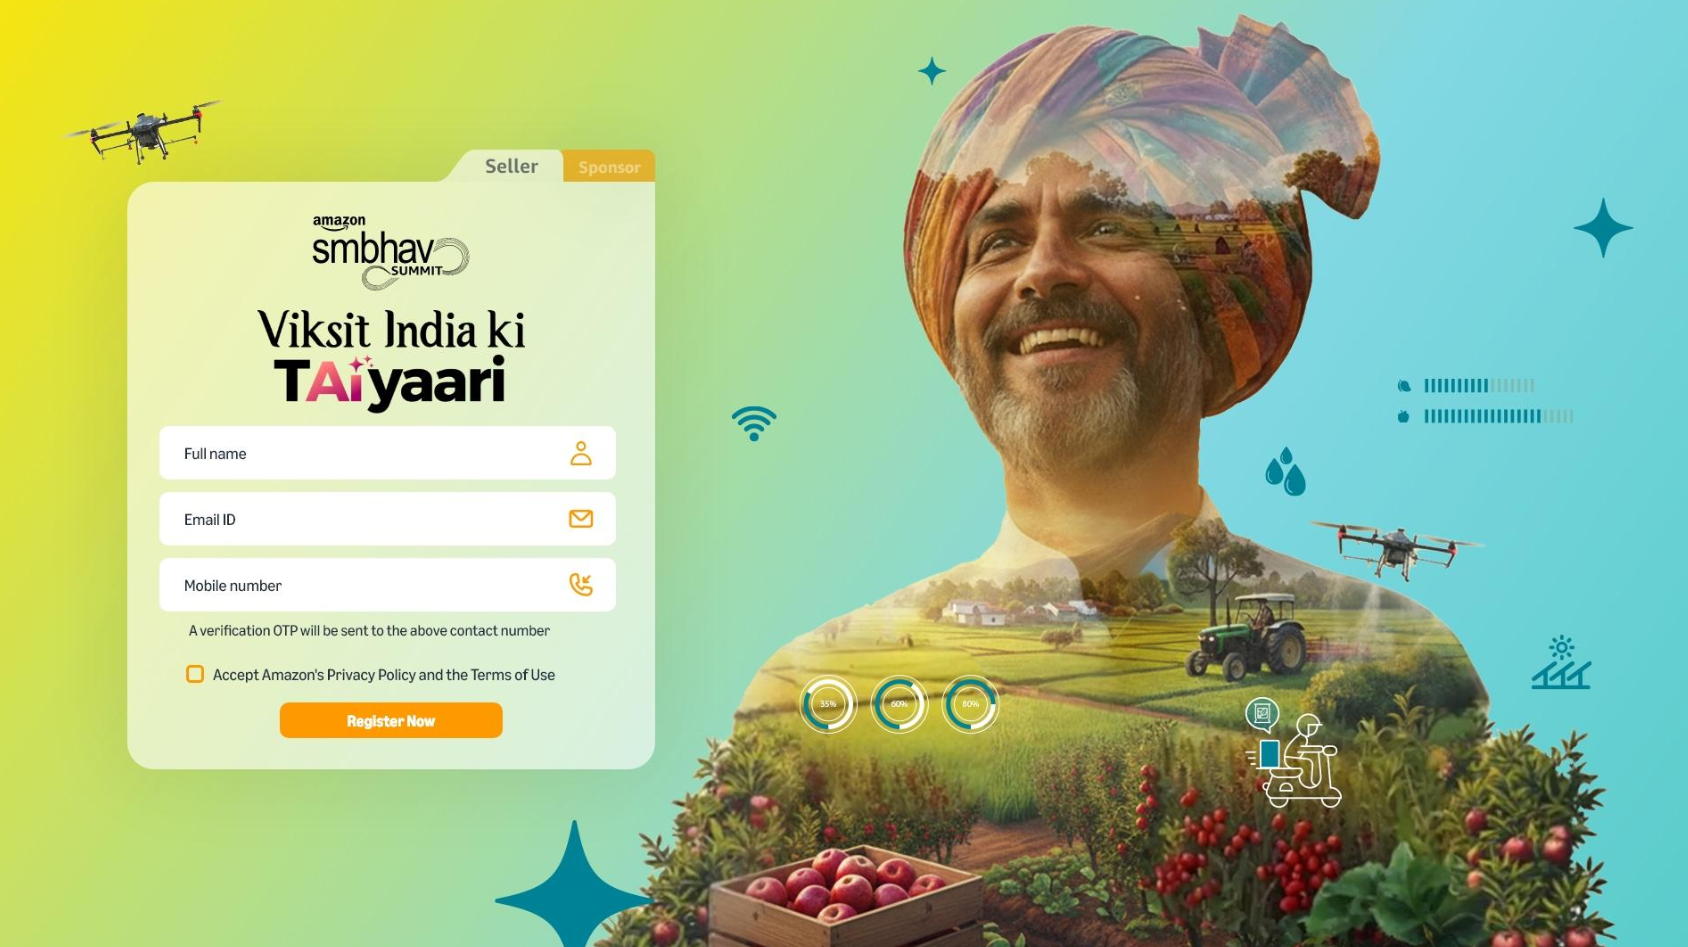 Seller
Sponsor
amazon
smbhav
SUMMIT
Viksit India ki
TAiyaari
Full name
Email ID
Mobile number
A verification OTP will be sent to the above contact number
Accept Amazon's Privacy Policy and the Terms of Use
Register Now
35%
60%
80%